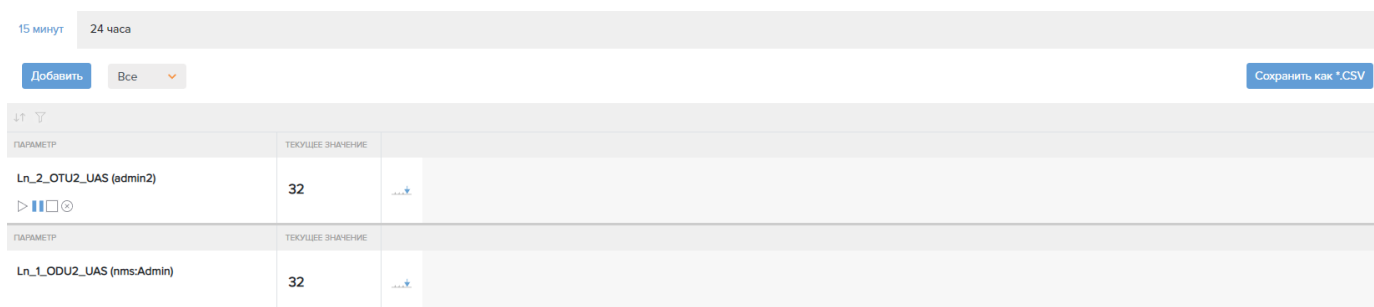 15 минут 24 часа
Добавить Все Сохранить как *.CSV
ПАРАМЕТР ТЕКУЩЕЕ ЗНАЧЕНИЕ
Ln_2_OTU2_UAS (admin2)
32
ПАРАМЕТР ТЕКУЩЕЕ ЗНАЧЕНИЕ
Ln_1_ODU2_UAS (nms:Admin)
32